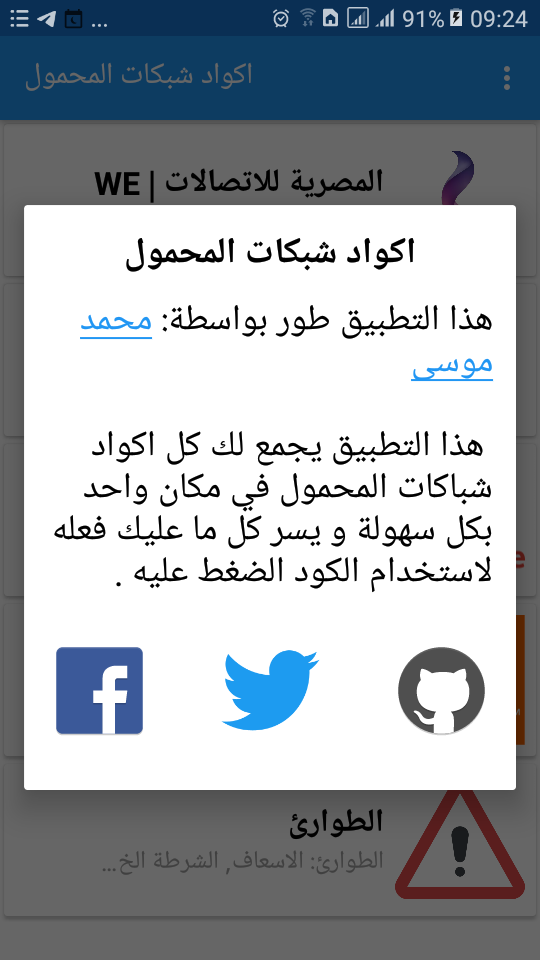 ... 91% 09:24
اكواد شبكات المحمول
المصرية للاتصالات | WE
اكواد شبكات المحمول
هذا التطبيق طور بواسطة: محمد
موسى
هذا التطبيق يجمع لك كل اكواد
شباكات المحمول في مكان واحد
بكل سهولة و يسر كل ما عليك فعله
لاستخدام الكود الضغط عليه .
الطوارئ
الطوارئ: الاسعاف, الشرطة الخ...